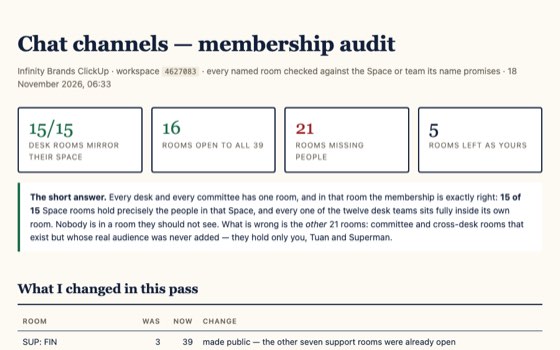 Chat channels — membership audit
Infinity Brands ClickUp · workspace 4627083 · every named room checked against the Space or team its name promises · 18
November 2026, 06:33
15/15
DESK ROOMS MIRROR
THEIR SPACE
16
ROOMS OPEN TO ALL 39
21
ROOMS MISSING
PEOPLE
5
ROOMS LEFT AS YOURS
The short answer. Every desk and every committee has one room, and in that room the membership is exactly right: 15 of
15 Space rooms hold precisely the people in that Space, and every one of the twelve desk teams sits fully inside its own
room. Nobody is in a room they should not see. What is wrong is the other 21 rooms: committee and cross-desk rooms that
exist but whose real audience was never added — they hold only you, Tuan and Superman.
What I changed in this pass
ROOM WAS NOW CHANGE
SUP: FIN 3 39 made public — the other seven support rooms were already open